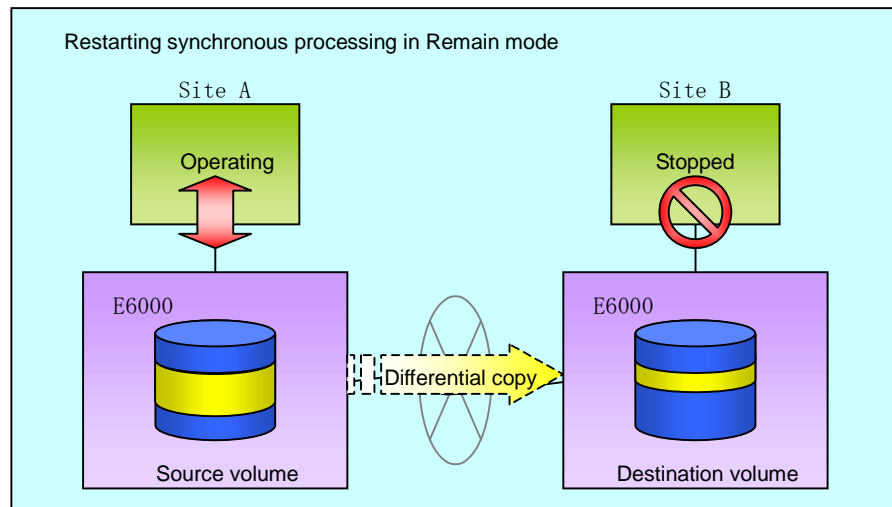 Restarting synchronous processing in Remain mode
Site A
Site B
Operating
Stopped
E6000
E6000
Differential copy
Source volume
Destination volume